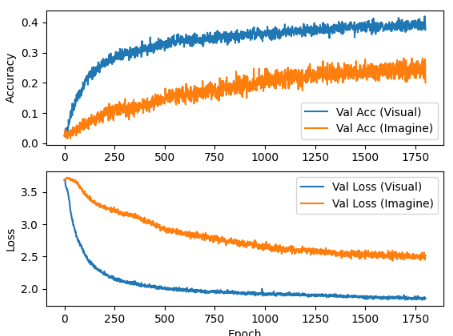 0.4
0.3
0.2
0.1
0.0
Accuracy
Val Acc (Visual)
Val Acc (Imagine)
0 250 500 750 1000 1250 1500 1750
3.5
3.0
2.5
2.0
Loss
Val Loss (Visual)
Val Loss (Imagine)
0 250 500 750 1000 1250 1500 1750
Epoch